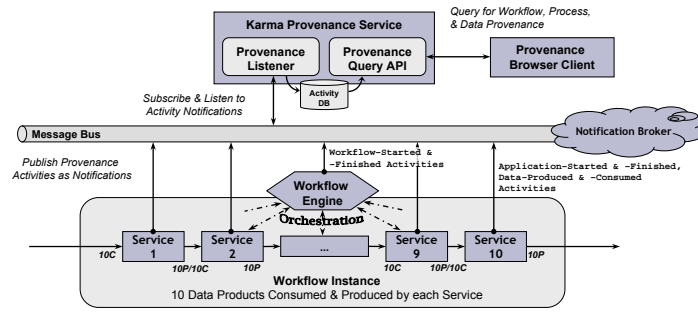 Karma Provenance Service
Provenance
Listener
Provenance
Query API
Activity
DB
Query for Workflow, Process,
& Data Provenance
Provenance
Browser Client
Subscribe & Listen to
Activity Notifications
Message Bus
Notification Broker
Publish Provenance
Activities as Notifications
Workflow-Started &
-Finished Activities
Application-Started & -Finished,
Data-Produced & -Consumed
Activities
Workflow
Engine
Orchestration
10C
Service
1
10P/10C
Service
2
10P
...
10C
Service
9
10P/10C
Service
10
10P
Workflow Instance
10 Data Products Consumed & Produced by each Service